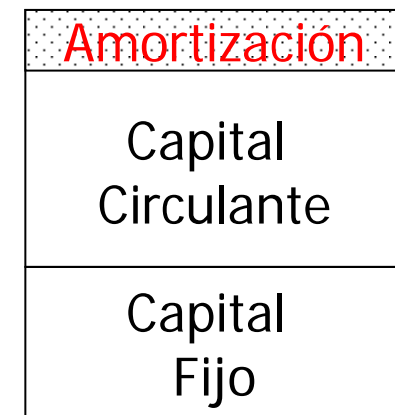 Amortización
Capital
Circulante
Capital
Fijo